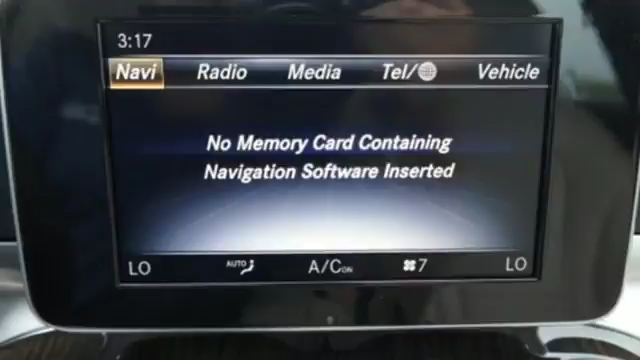 3:17
Navi Radio Media Tel/ Vehicle
No Memory Card Containing
Navigation Software Inserted
LO AUTO A/C ON 7 LO